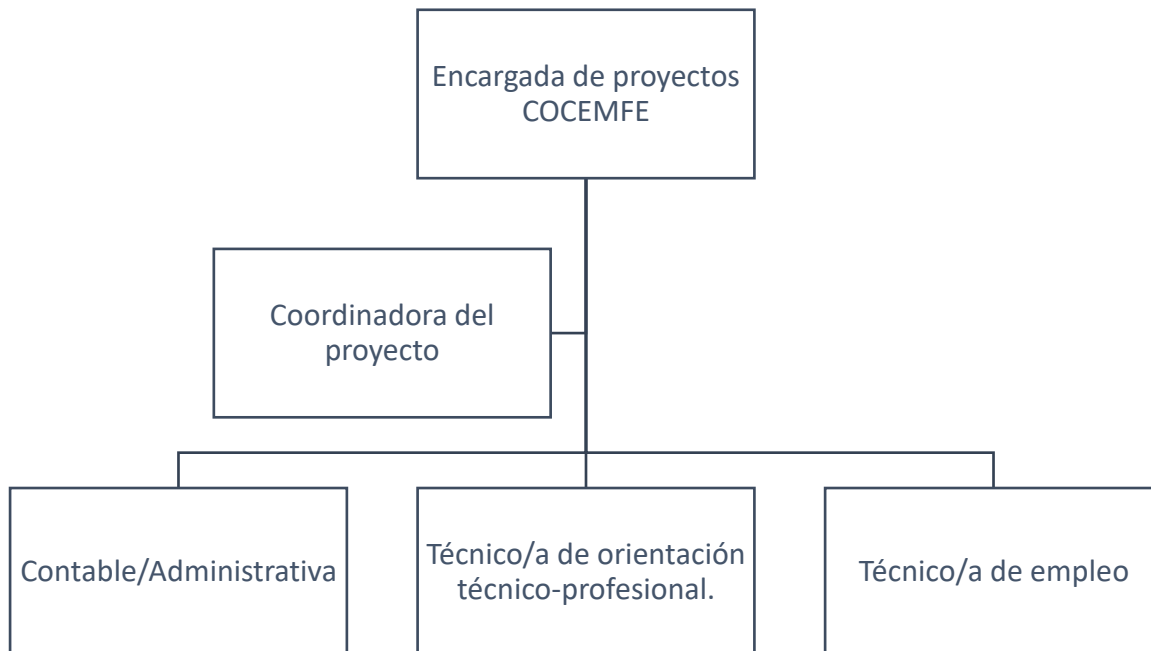 Encargada de proyectos
COCEMFE
Coordinadora del
proyecto
Contable/Administrativa
Técnico/a de orientación
técnico-profesional.
Técnico/a de empleo